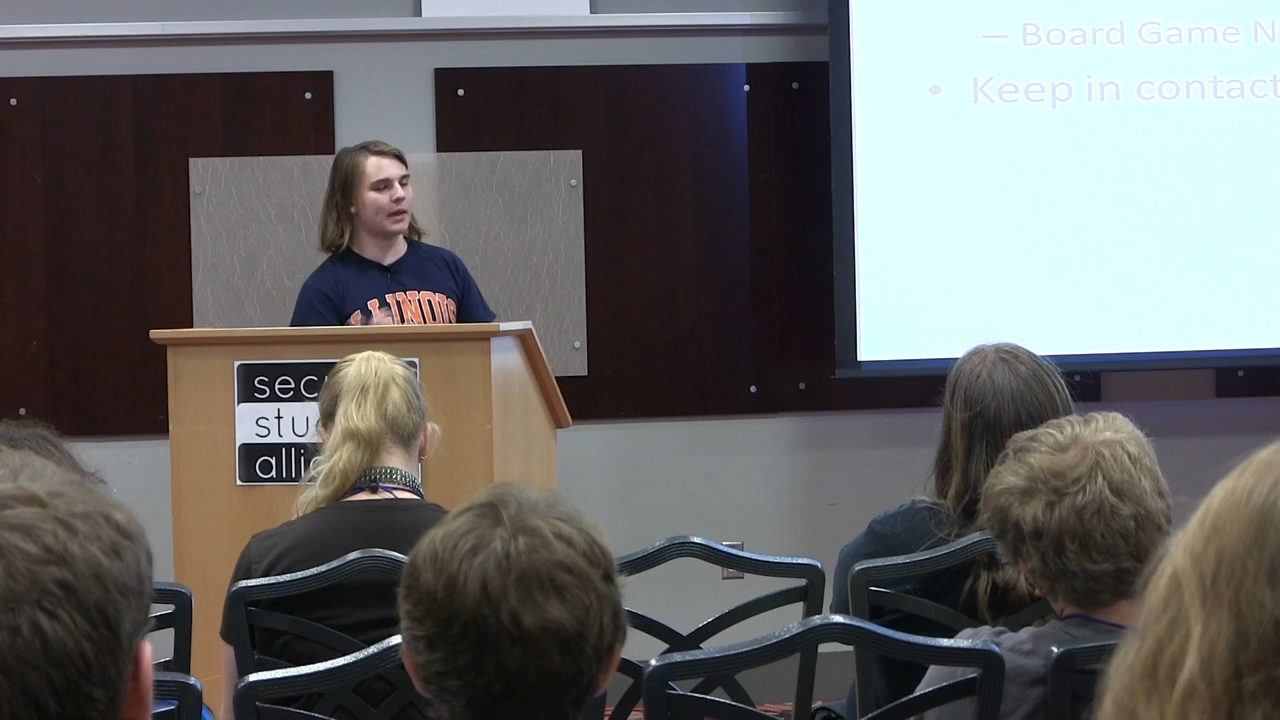 – Board Game N
• Keep in contact
ILLINOIS
sec
stu
alli